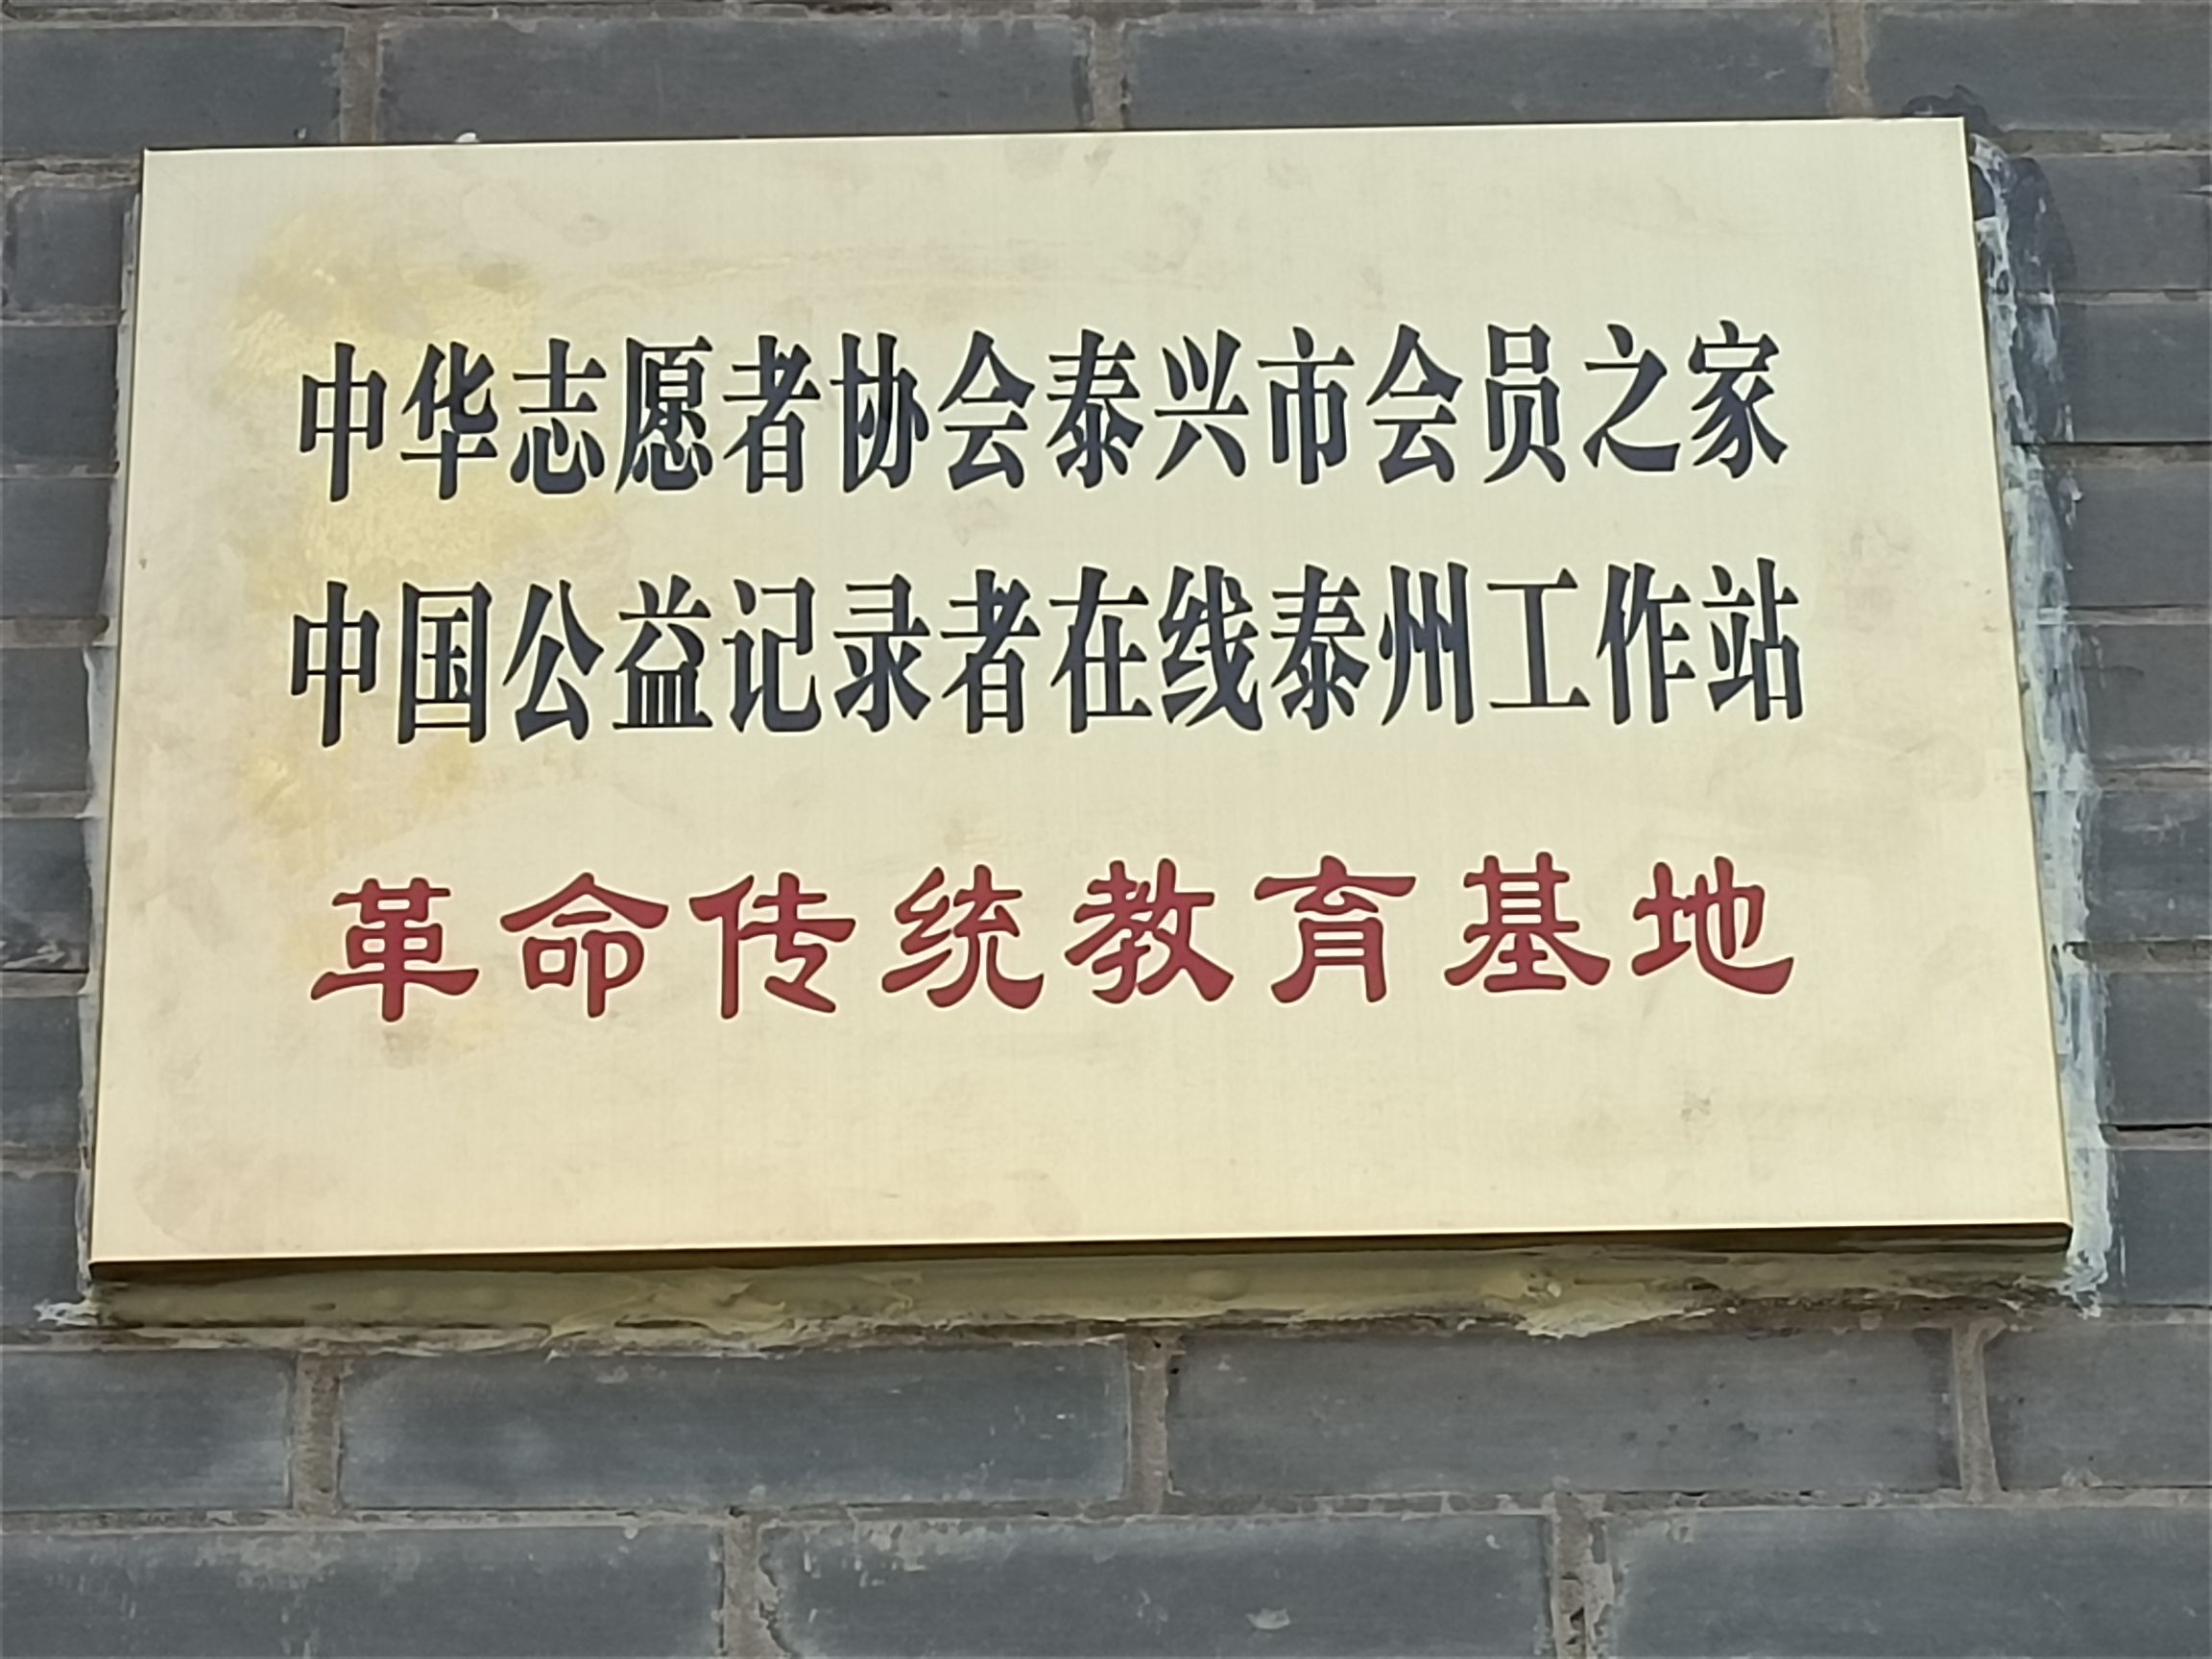 中华志愿者协会泰兴市会员之家
中国公益记录者在线泰州工作站
革命传统教育基地